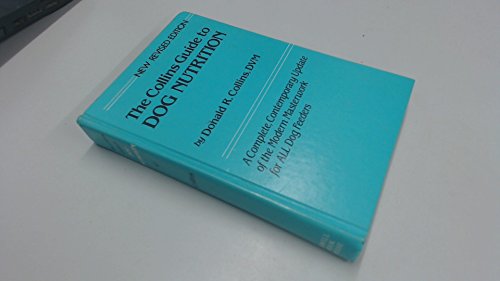 NEW REVISED EDITION
The Collins Guide to
DOG NUTRITION
by Donald R. Collins, DVM
A Complete, Contemporary Update
of the Modern Masterwork
for ALL Dog Feeders